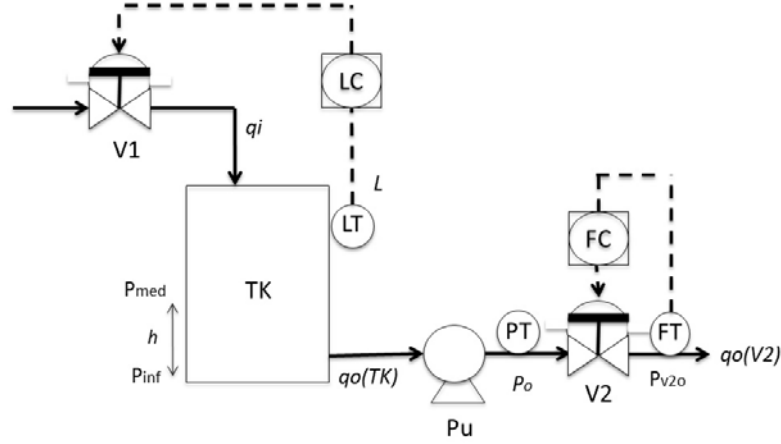 LC
qi
V1
L
LT
FC
Pmed
TK
h
PT
FT
qo(V2)
Pinf
qo(TK)
Po
V2
Pv2o
Pu